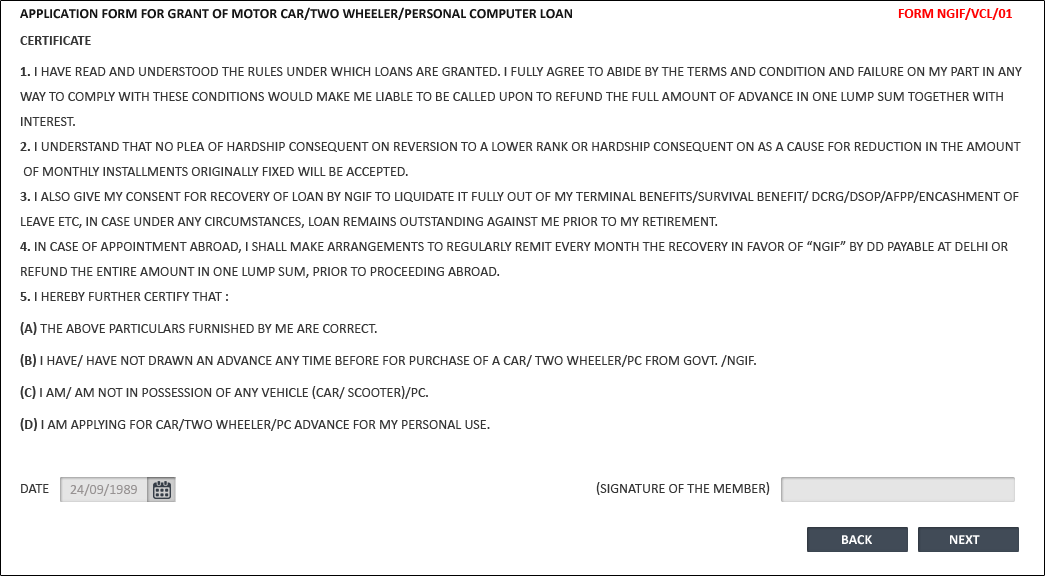 APPLICATION FORM FOR GRANT OF MOTOR CAR/TWO WHEELER/PERSONAL COMPUTER LOAN FORM NGIF/VCL/01
CERTIFICATE
1. I HAVE READ AND UNDERSTOOD THE RULES UNDER WHICH LOANS ARE GRANTED. I FULLY AGREE TO ABIDE BY THE TERMS AND CONDITION AND FAILURE ON MY PART IN ANY
WAY TO COMPLY WITH THESE CONDITIONS WOULD MAKE ME LIABLE TO BE CALLED UPON TO REFUND THE FULL AMOUNT OF ADVANCE IN ONE LUMP SUM TOGETHER WITH
INTEREST.
2. I UNDERSTAND THAT NO PLEA OF HARDSHIP CONSEQUENT ON REVERSION TO A LOWER RANK OR HARDSHIP CONSEQUENT ON AS A CAUSE FOR REDUCTION IN THE AMOUNT
OF MONTHLY INSTALLMENTS ORIGINALLY FIXED WILL BE ACCEPTED.
3. I ALSO GIVE MY CONSENT FOR RECOVERY OF LOAN BY NGIF TO LIQUIDATE IT FULLY OUT OF MY TERMINAL BENEFITS/SURVIVAL BENEFIT/ DCRG/DSOP/AFPP/ENCASHMENT OF
LEAVE ETC, IN CASE UNDER ANY CIRCUMSTANCES, LOAN REMAINS OUTSTANDING AGAINST ME PRIOR TO MY RETIREMENT.
4. IN CASE OF APPOINTMENT ABROAD, I SHALL MAKE ARRANGEMENTS TO REGULARLY REMIT EVERY MONTH THE RECOVERY IN FAVOR OF “NGIF” BY DD PAYABLE AT DELHI OR
REFUND THE ENTIRE AMOUNT IN ONE LUMP SUM, PRIOR TO PROCEEDING ABROAD.
5. I HEREBY FURTHER CERTIFY THAT :
(A) THE ABOVE PARTICULARS FURNISHED BY ME ARE CORRECT.
(B) I HAVE/ HAVE NOT DRAWN AN ADVANCE ANY TIME BEFORE FOR PURCHASE OF A CAR/ TWO WHEELER/PC FROM GOVT. /NGIF.
(C) I AM/ AM NOT IN POSSESSION OF ANY VEHICLE (CAR/ SCOOTER)/PC.
(D) I AM APPLYING FOR CAR/TWO WHEELER/PC ADVANCE FOR MY PERSONAL USE.
DATE 24/09/1989 (SIGNATURE OF THE MEMBER)
BACK NEXT